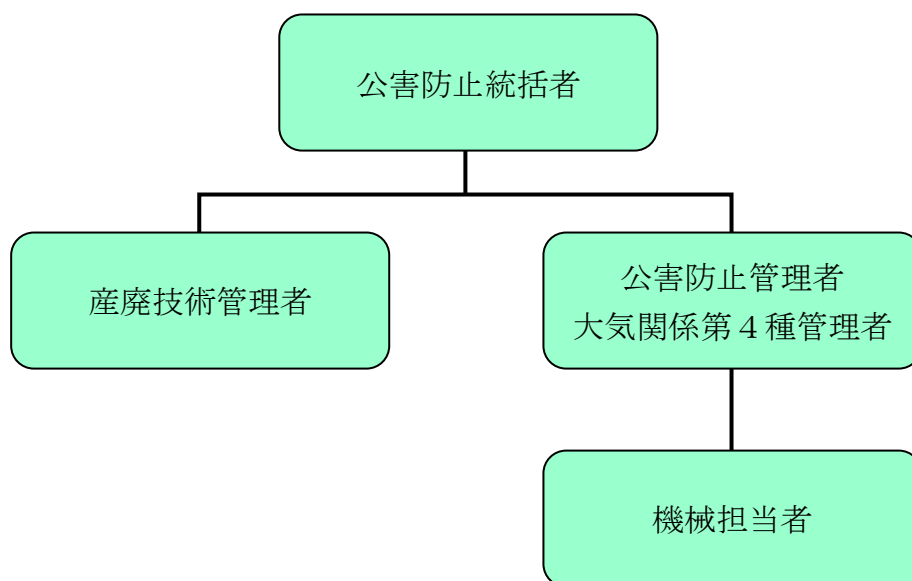 公害防止統括者
産廃技術管理者
公害防止管理者
大気関係第４種管理者
機械担当者